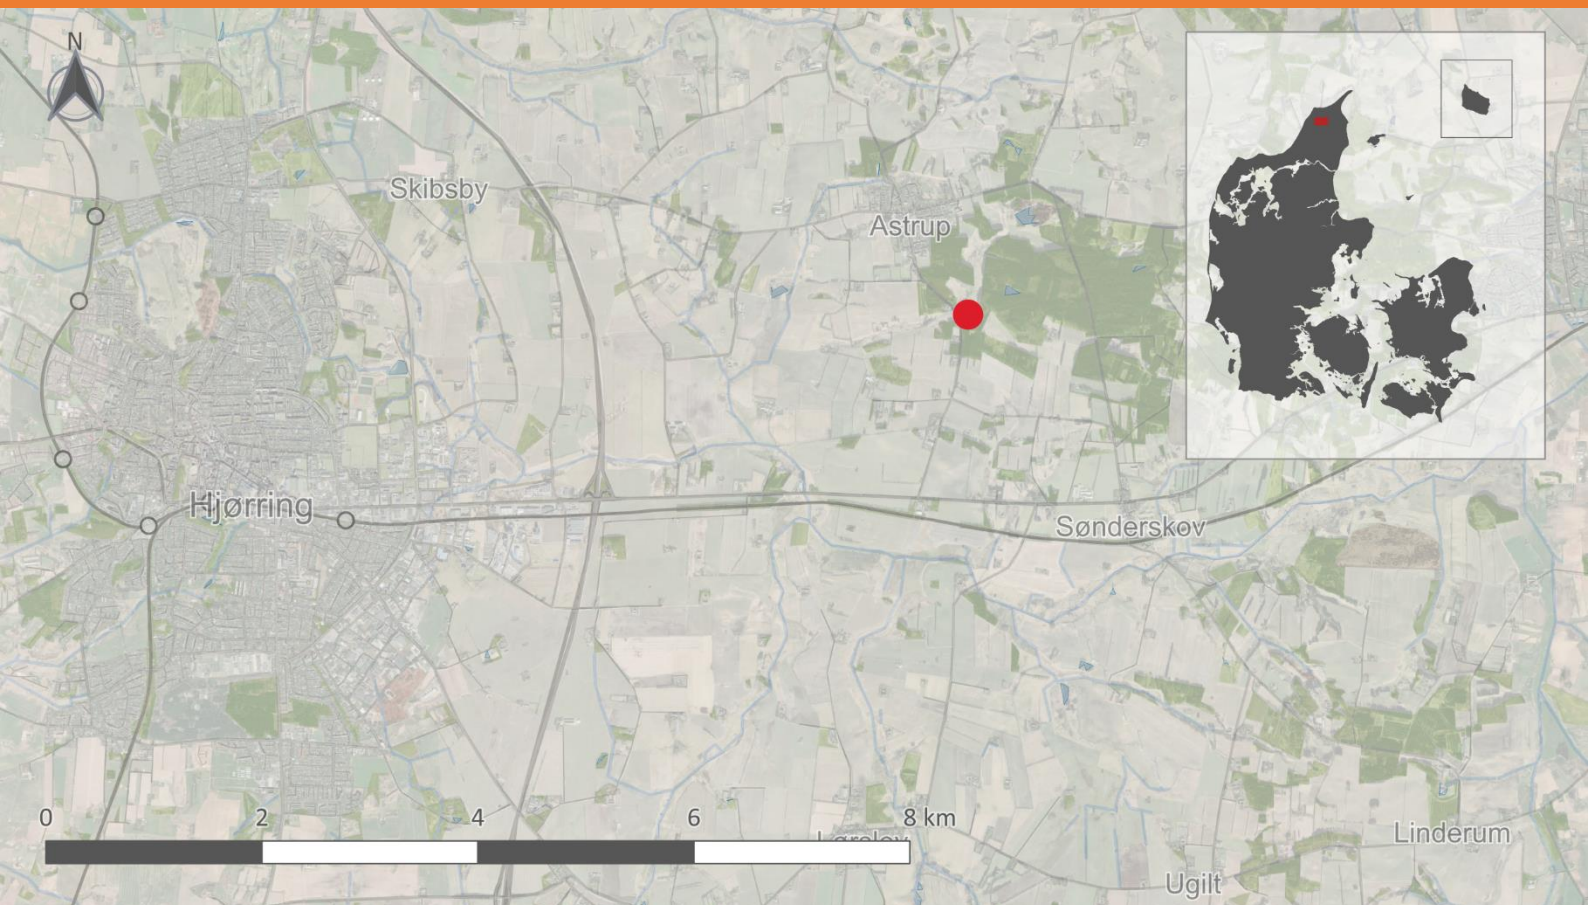 N
Skibsby
Astrup
Hjørring
Sønderskov
0 2 4 6 8 km
Linderum
Ugilt